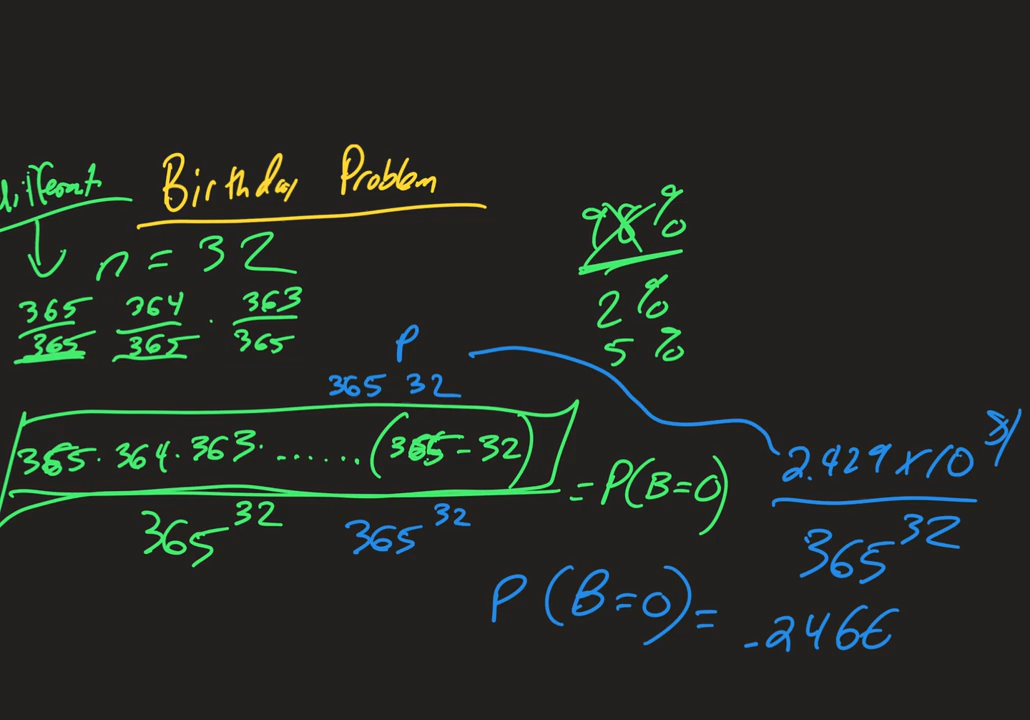 different
Birthday Problem
n = 32
365/365 364/365 · 363/365
98%
2%
5%
P
365 32
365·364·363·......(365-32)
365^32
365^32
= P(B=0)
2.429 x 10
365^32
P(B=0) = .2466